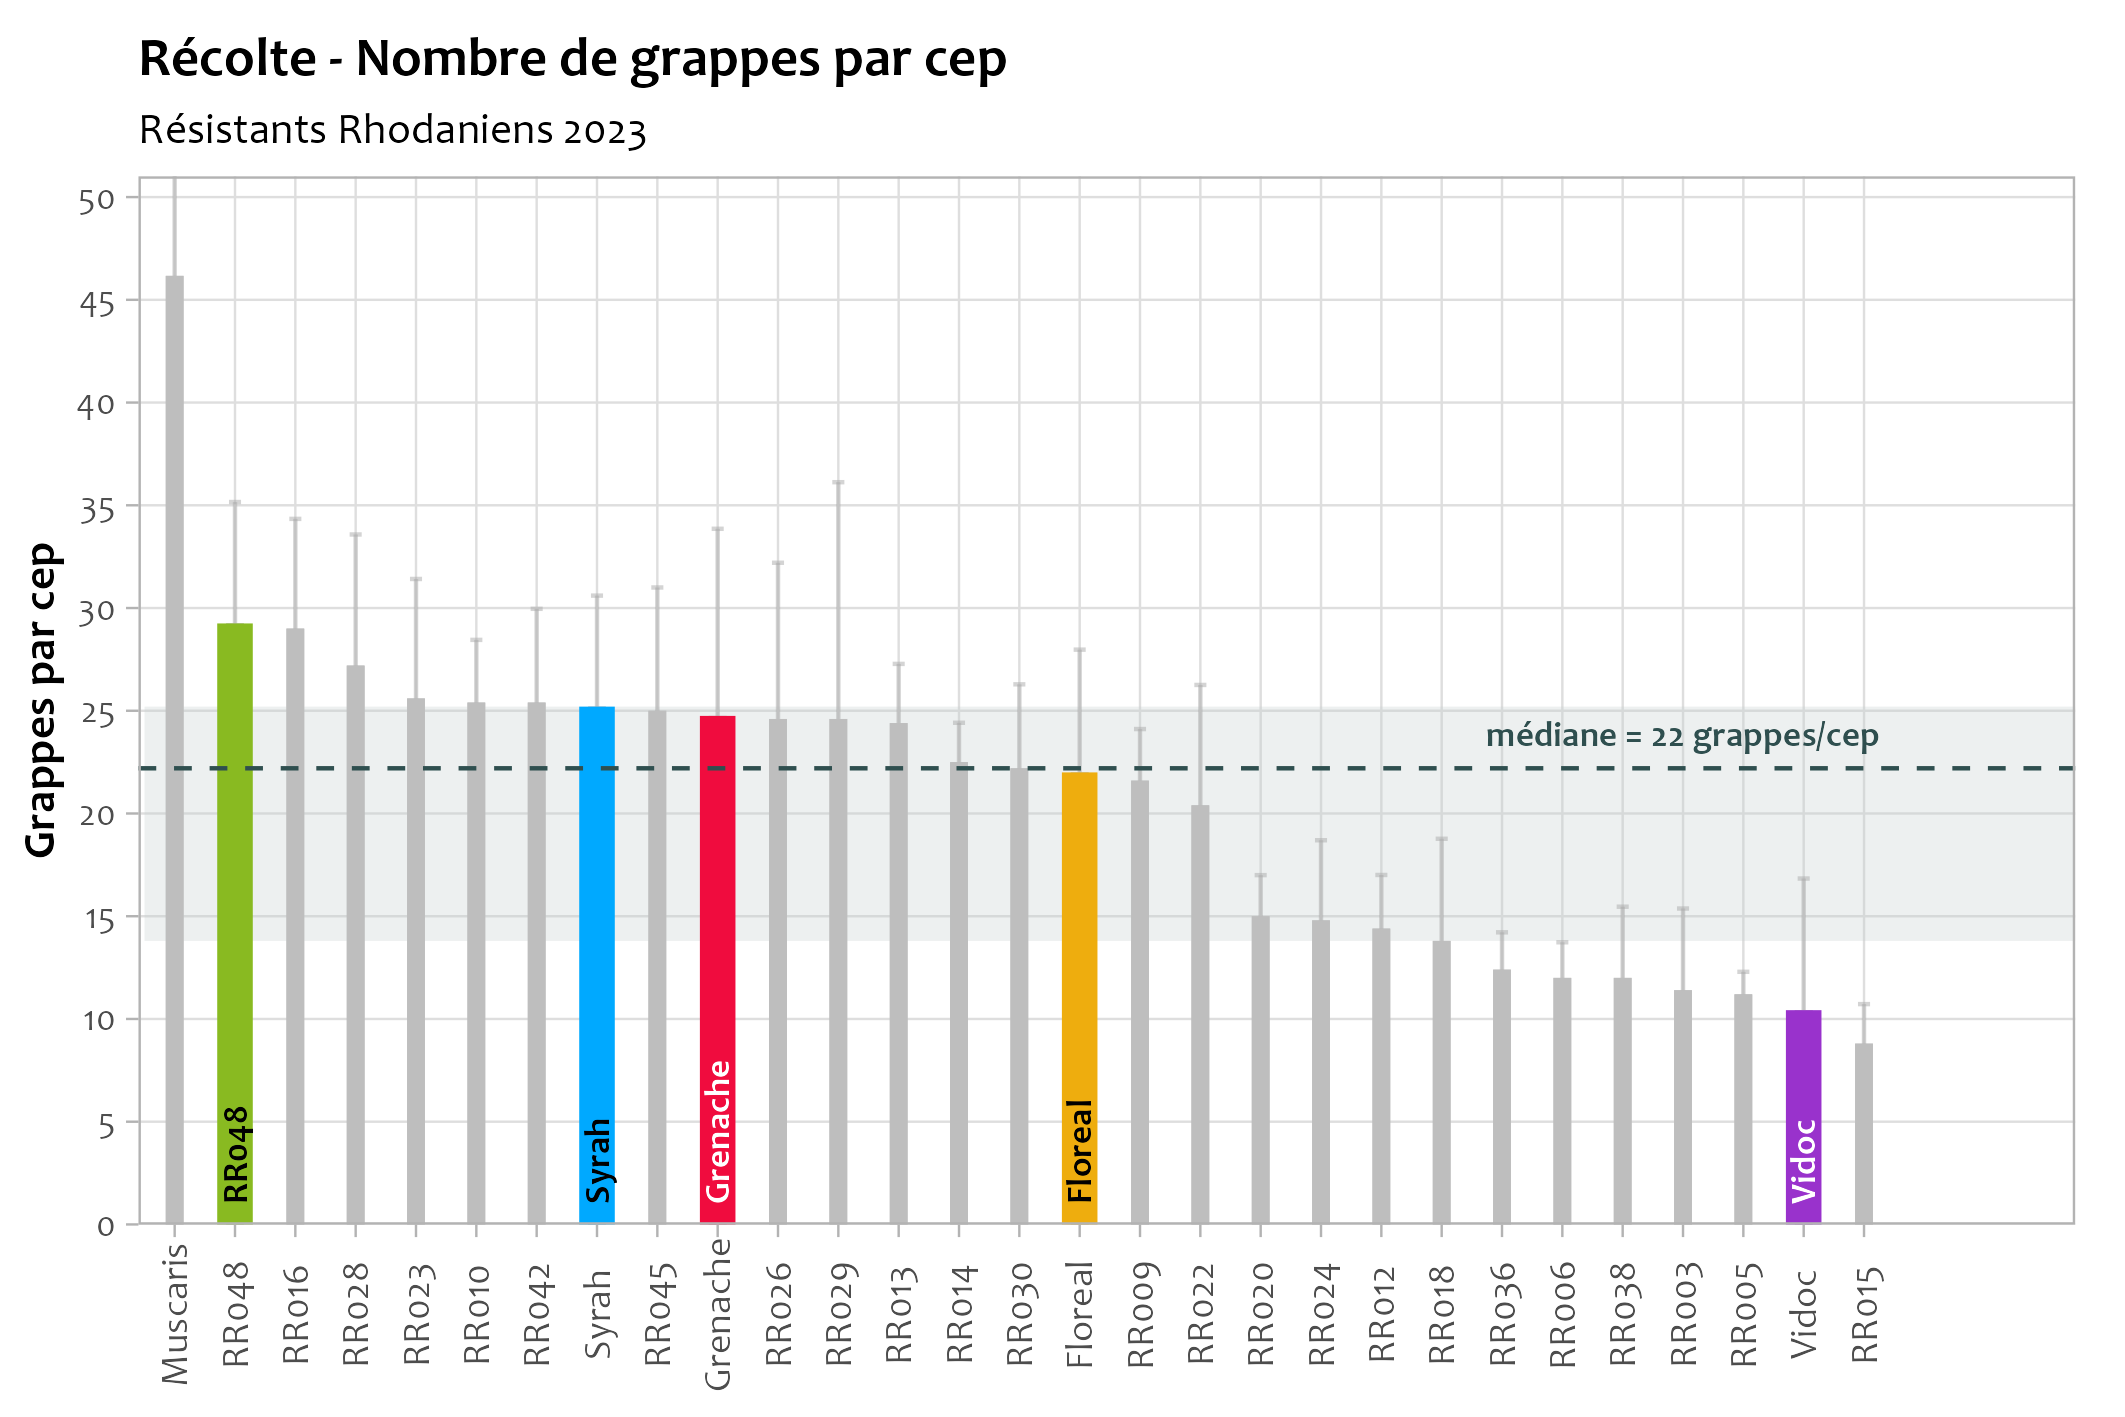 Récolte - Nombre de grappes par cep
Résistants Rhodaniens 2023
Grappes par cep
50
45
40
35
30
25
20
15
10
5
0
médiane = 22 grappes/cep
RR048
Syrah
Grenache
Floreal
Vidoc
Muscaris
RR048
RR016
RR028
RR023
RR010
RR042
Syrah
RR045
Grenache
RR026
RR029
RR013
RR014
RR030
Floreal
RR009
RR022
RR020
RR024
RR012
RR018
RR036
RR006
RR038
RR003
RR005
Vidoc
RR015